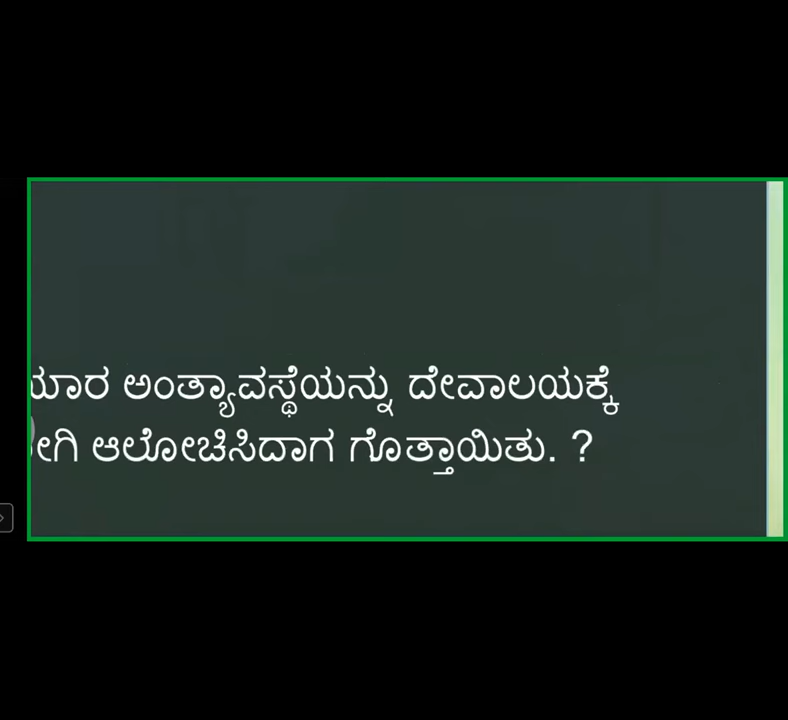 ಯಾರ ಅಂತ್ಯಾವಸ್ಥೆಯನ್ನು ದೇವಾಲಯಕ್ಕೆ
ಆಲೋಚಿಸಿದಾಗ ಗೊತ್ತಾಯಿತು. ?